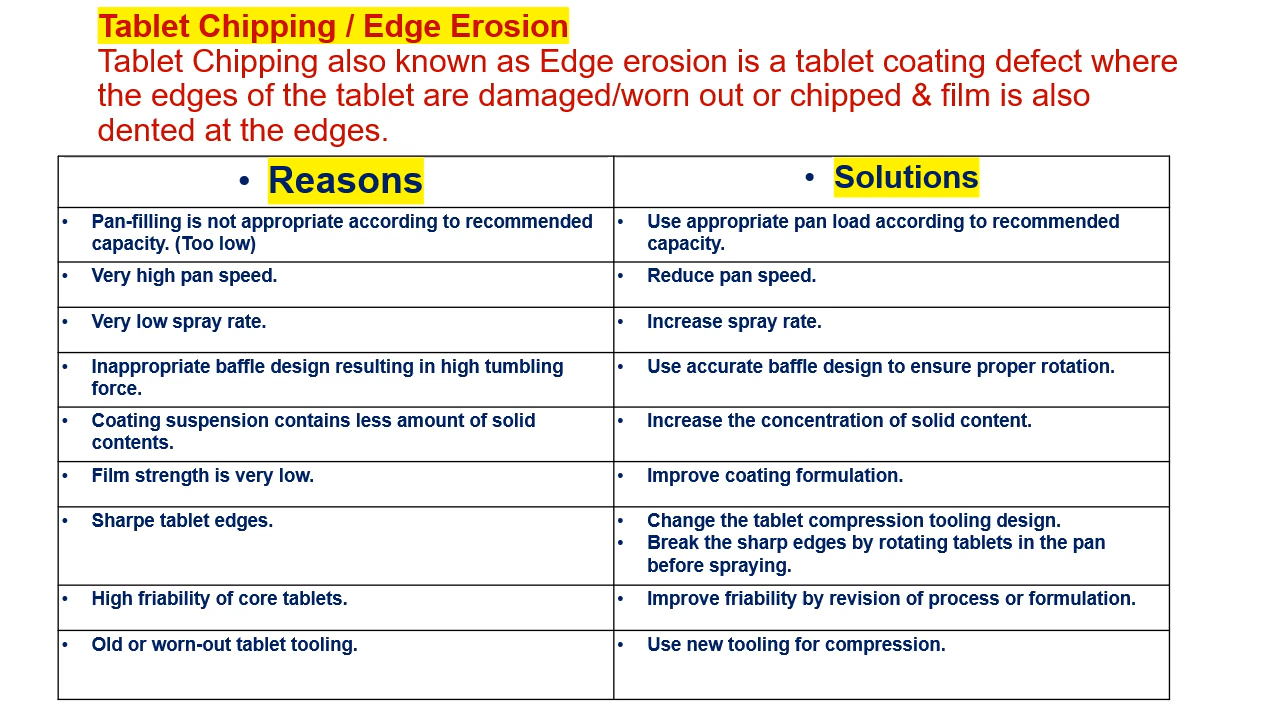 Tablet Chipping / Edge Erosion
Tablet Chipping also known as Edge erosion is a tablet coating defect where
the edges of the tablet are damaged/worn out or chipped & film is also
dented at the edges.
• Reasons
• Solutions
• Pan-filling is not appropriate according to recommended
capacity. (Too low)
• Use appropriate pan load according to recommended
capacity.
• Very high pan speed.
• Reduce pan speed.
• Very low spray rate.
• Increase spray rate.
• Inappropriate baffle design resulting in high tumbling
force.
• Use accurate baffle design to ensure proper rotation.
• Coating suspension contains less amount of solid
contents.
• Increase the concentration of solid content.
• Film strength is very low.
• Improve coating formulation.
• Sharpe tablet edges.
• Change the tablet compression tooling design.
• Break the sharp edges by rotating tablets in the pan
before spraying.
• High friability of core tablets.
• Improve friability by revision of process or formulation.
• Old or worn-out tablet tooling.
• Use new tooling for compression.